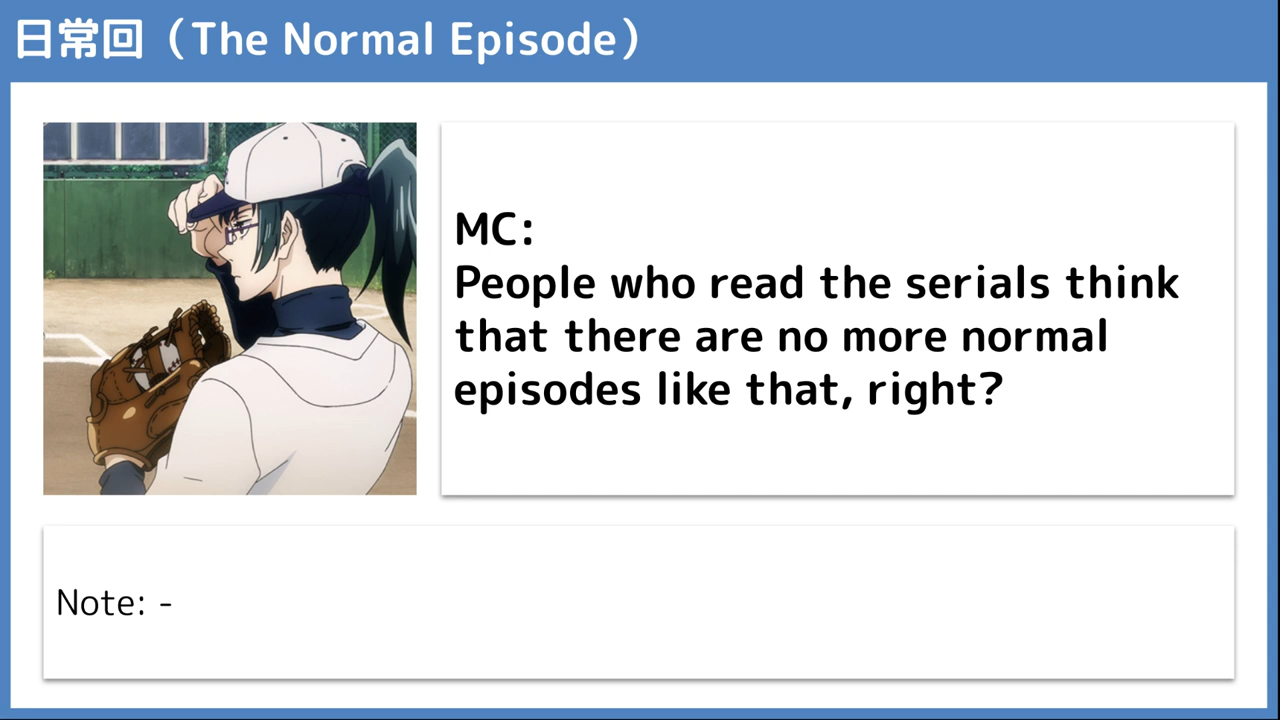 日常回（The Normal Episode）
MC:
People who read the serials think
that there are no more normal
episodes like that, right?
Note: -